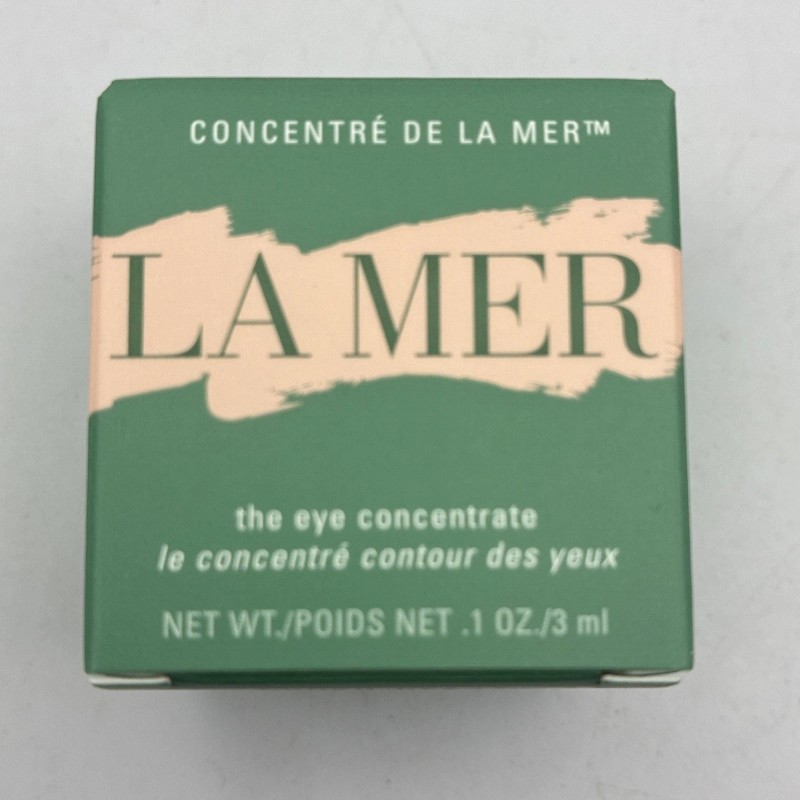 CONCENTRÉ DE LA MER™
LA MER
the eye concentrate
le concentré contour des yeux
NET WT./POIDS NET .1 OZ./3 ml